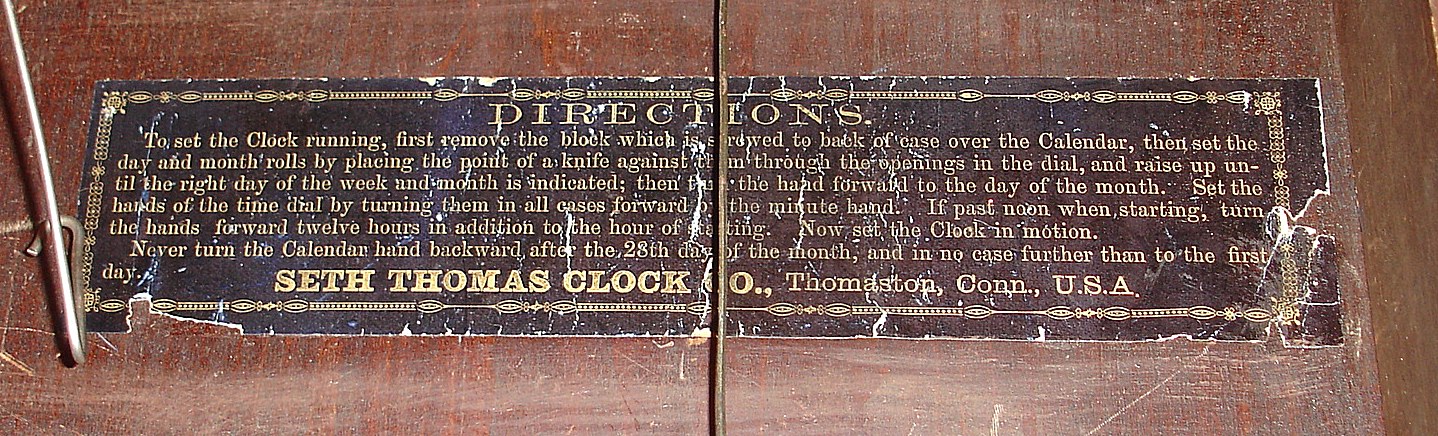 DIRECTIONS.
To set the Clock running, first remove the block which is screwed to back of case over the Calendar, then set the
day and month rolls by placing the point of a knife against them through the openings in the dial, and raise up un-
til the right day of the week and month is indicated; then turn the hand forward to the day of the month. Set the
hands of the time dial by turning them in all cases forward by the minute hand. If past noon when starting, turn
the hands forward twelve hours in addition to the hour of starting. Now set the Clock in motion.
Never turn the Calendar hand backward after the 28th day of the month, and in no case further than to the first
day.
SETH THOMAS CLOCK CO., Thomaston, Conn., U.S.A.